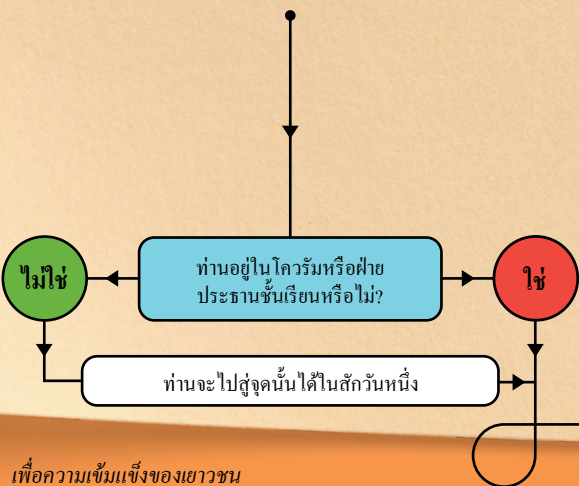 ท่านอยู่ในโควรัมหรือฝ่าย
ประธานชั้นเรียนหรือไม่?
ไม่ใช่
ใช่
ท่านจะไปสู่จุดนั้นได้ในสักวันหนึ่ง
เพื่อความเข้มแข็งของเยาวชน